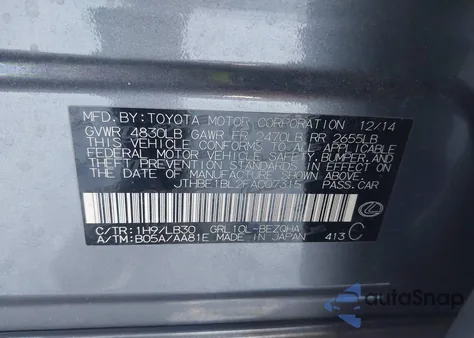 MFD. BY: TOYOTA MOTOR CORPORATION 12/14
GVWR 4830LB GAWR FR 2470LB RR 2655LB
THIS VEHICLE CONFORMS TO ALL APPLICABLE
FEDERAL MOTOR VEHICLE SAFETY, BUMPER, AND
THEFT PREVENTION STANDARDS IN EFFECT ON
THE DATE OF MANUFACTURE SHOWN ABOVE.
JTHBE1BL2FA007315 PASS.CAR
C/TR: 1H9/LB30 GRL10L-BEZQHA
A/TM: B05A/AA81E MADE IN JAPAN 413 C
autoSnap